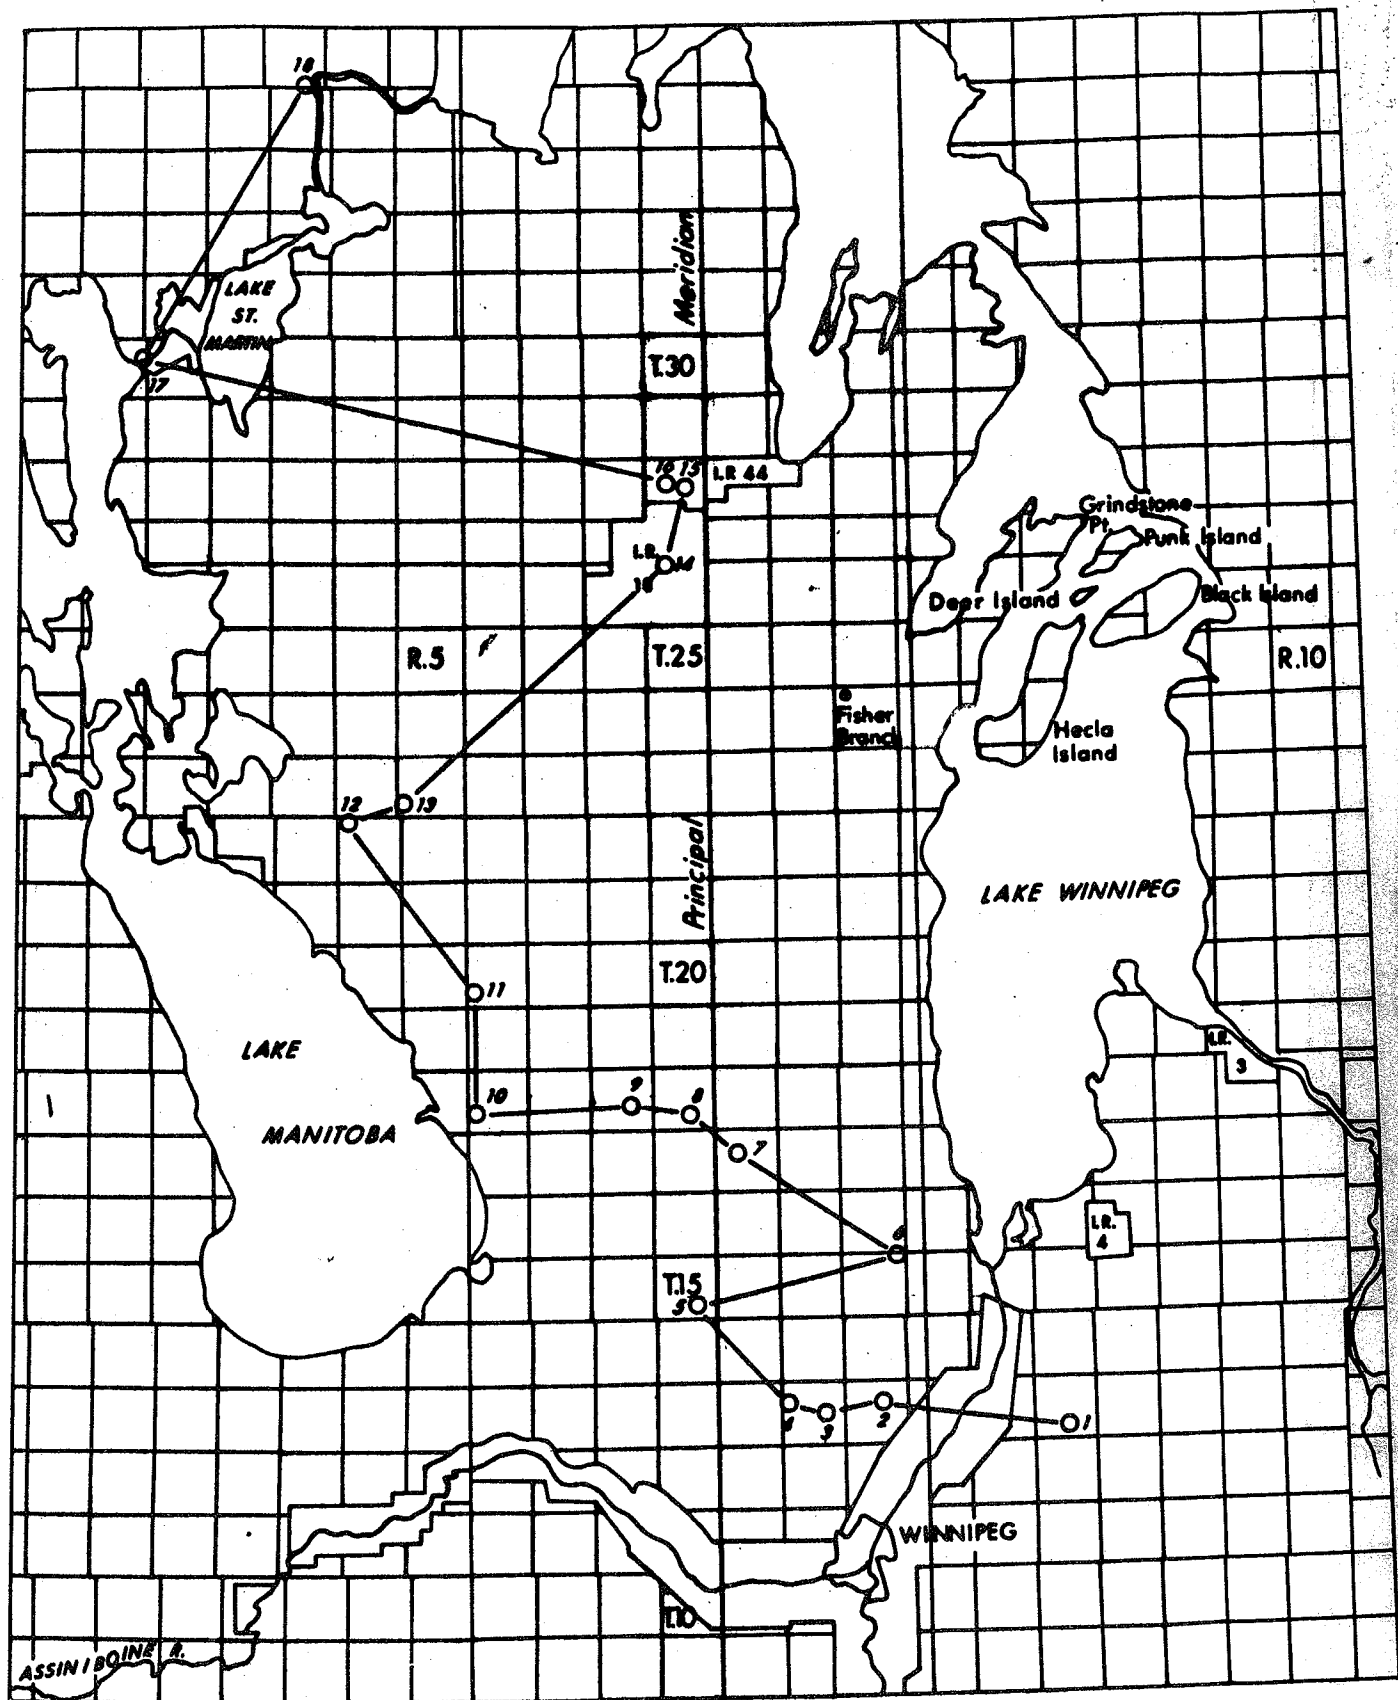 18
LAKE
ST.
MARTIN
Meridian
T.30
17
16 15
I.R 44
Grindstone
Pt.
Punk Island
I.R.
14
18
Deer Island
Black Island
R.5
T.25
R.10
Fisher
Branch
Hecla
Island
12
13
Principal
LAKE WINNIPEG
T.20
11
LAKE
I.R.
3
MANITOBA
10
9
8
7
I.R.
4
6
T.15
5
4
3
2
1
WINNIPEG
T.10
ASSINIBOINE R.